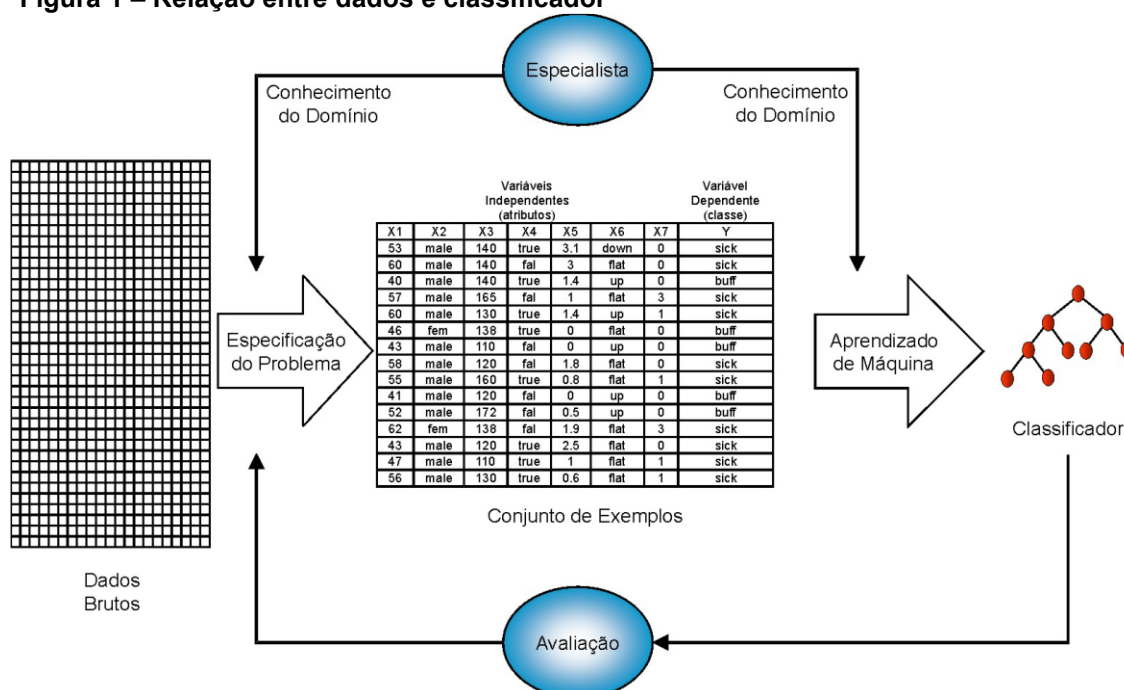 Figura 1 – Relação entre dados e classificador
Especialista
Conhecimento
do Domínio
Conhecimento
do Domínio
Variáveis
Independentes
(atributos)
Variável
Dependente
(classe)
X1 X2 X3 X4 X5 X6 X7 Y
53 male 140 true 3.1 down 0 sick
60 male 140 fal 3 flat 0 sick
40 male 140 true 1.4 up 0 buff
57 male 165 fal 1 flat 3 sick
60 male 130 true 1.4 up 1 sick
46 fem 138 true 0 flat 0 buff
43 male 110 fal 0 up 0 buff
58 male 120 fal 1.8 flat 0 sick
55 male 160 true 0.8 flat 1 sick
41 male 120 fal 0 up 0 buff
52 male 172 fal 0.5 up 0 buff
62 fem 138 fal 1.9 flat 3 sick
43 male 120 true 2.5 flat 0 sick
47 male 110 true 1 flat 1 sick
56 male 130 true 0.6 flat 1 sick
Especificação
do Problema
Aprendizado
de Máquina
Classificador
Conjunto de Exemplos
Dados
Brutos
Avaliação